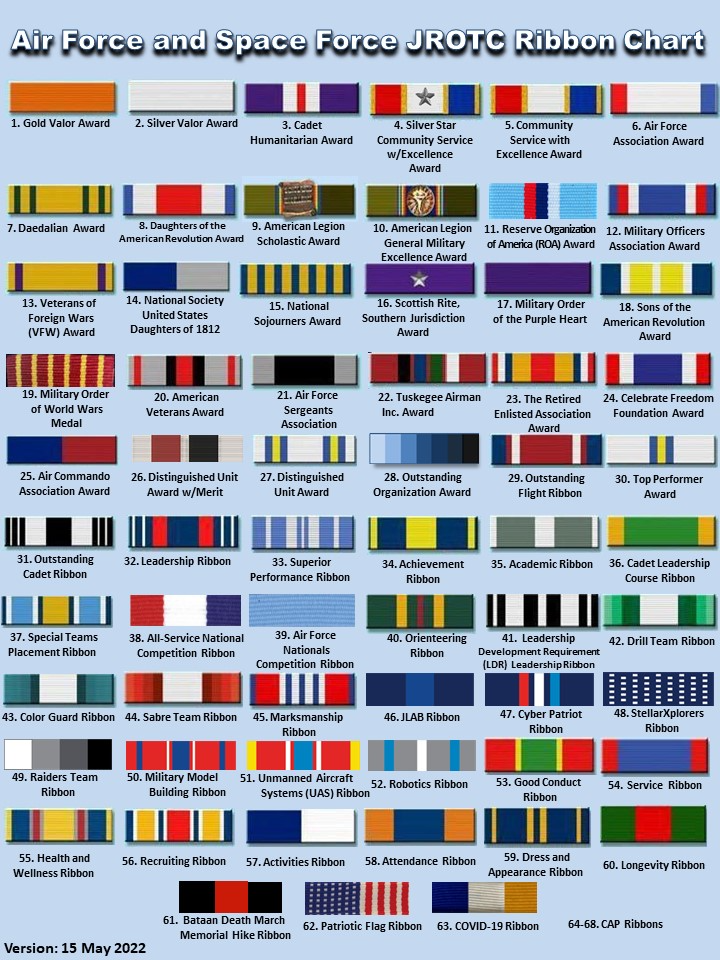 Air Force and Space Force JROTC Ribbon Chart
1. Gold Valor Award
2. Silver Valor Award
3. Cadet
Humanitarian Award
4. Silver Star
Community Service
w/Excellence
Award
5. Community
Service with
Excellence Award
6. Air Force
Association Award
7. Daedalian Award
8. Daughters of the
American Revolution Award
9. American Legion
Scholastic Award
10. American Legion
General Military
Excellence Award
11. Reserve Organization
of America (ROA) Award
12. Military Officers
Association Award
13. Veterans of
Foreign Wars
(VFW) Award
14. National Society
United States
Daughters of 1812
15. National
Sojourners Award
16. Scottish Rite,
Southern Jurisdiction
Award
17. Military Order
of the Purple Heart
18. Sons of the
American Revolution
Award
19. Military Order
of World Wars
Medal
20. American
Veterans Award
21. Air Force
Sergeants
Association
22. Tuskegee Airman
Inc. Award
23. The Retired
Enlisted Association
Award
24. Celebrate Freedom
Foundation Award
25. Air Commando
Association Award
26. Distinguished Unit
Award w/Merit
27. Distinguished
Unit Award
28. Outstanding
Organization Award
29. Outstanding
Flight Ribbon
30. Top Performer
Award
31. Outstanding
Cadet Ribbon
32. Leadership Ribbon
33. Superior
Performance Ribbon
34. Achievement
Ribbon
35. Academic Ribbon
36. Cadet Leadership
Course Ribbon
37. Special Teams
Placement Ribbon
38. All-Service National
Competition Ribbon
39. Air Force
Nationals
Competition Ribbon
40. Orienteering
Ribbon
41. Leadership
Development Requirement
(LDR) Leadership Ribbon
42. Drill Team Ribbon
43. Color Guard Ribbon
44. Sabre Team Ribbon
45. Marksmanship
Ribbon
46. JLAB Ribbon
47. Cyber Patriot
Ribbon
48. StellarXplorers
Ribbon
49. Raiders Team
Ribbon
50. Military Model
Building Ribbon
51. Unmanned Aircraft
Systems (UAS) Ribbon
52. Robotics Ribbon
53. Good Conduct
Ribbon
54. Service Ribbon
55. Health and
Wellness Ribbon
56. Recruiting Ribbon
57. Activities Ribbon
58. Attendance Ribbon
59. Dress and
Appearance Ribbon
60. Longevity Ribbon
61. Bataan Death March
Memorial Hike Ribbon
62. Patriotic Flag Ribbon
63. COVID-19 Ribbon
64-68. CAP Ribbons
Version: 15 May 2022